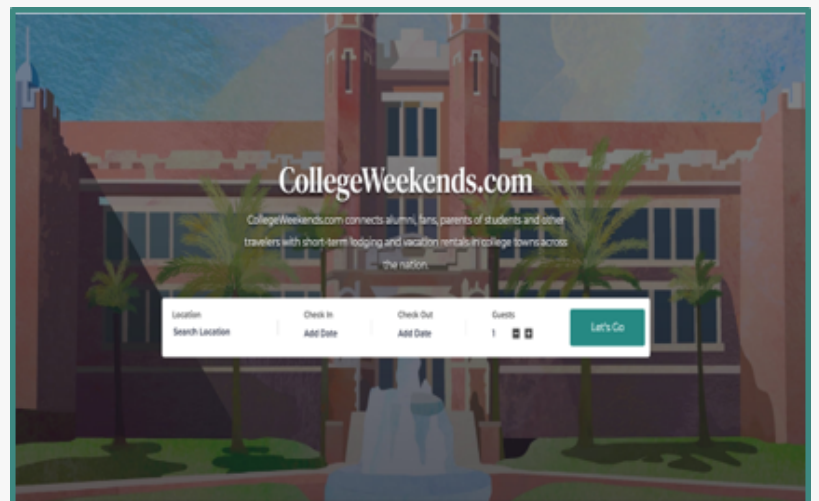 CollegeWeekends.com
CollegeWeekends.com connects alumni, fans, parents of students and other
travelers with short-term lodging and vacation rentals in college towns across
the nation.
Location Check In Check Out Guests
Search Location Add Date Add Date 1
Let's Go